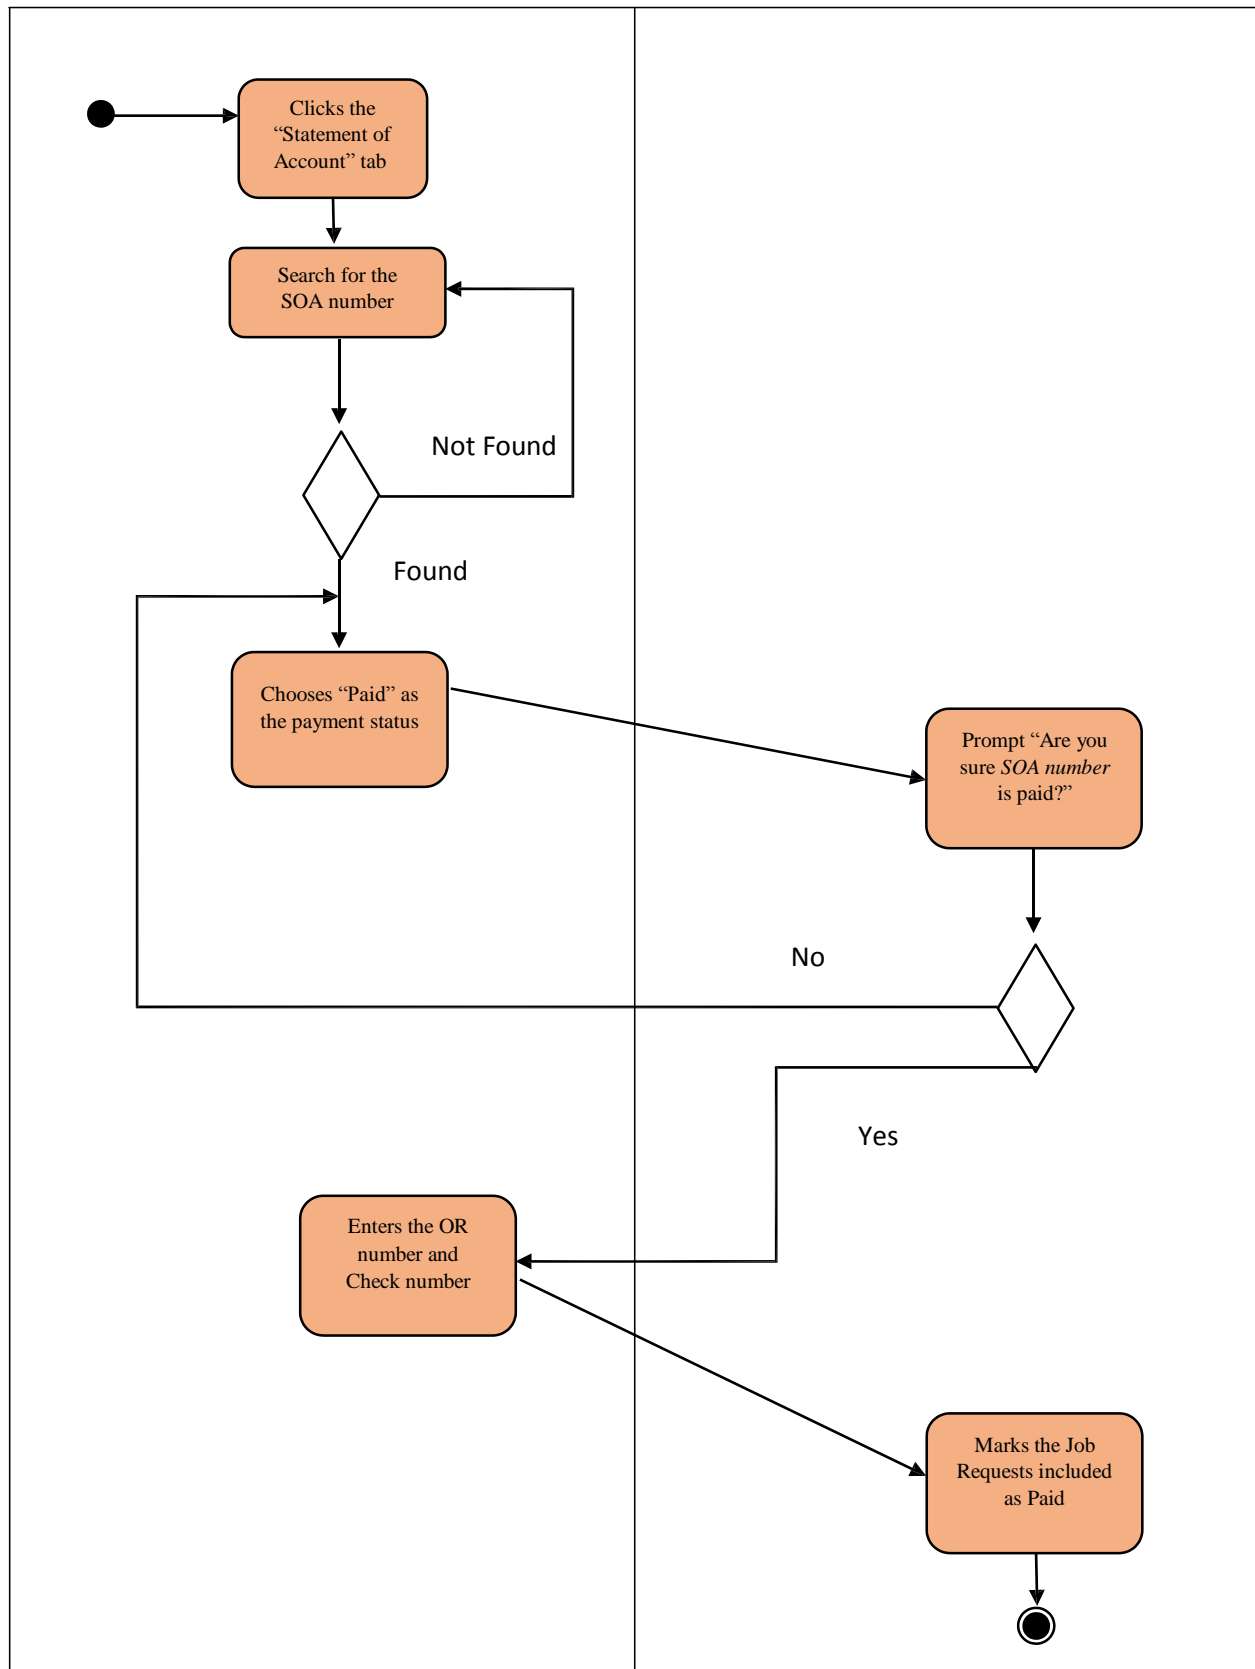 Clicks the
“Statement of
Account” tab
Search for the
SOA number
Not Found
Found
Chooses “Paid” as
the payment status
Prompt “Are you
sure SOA number
is paid?”
No
Yes
Enters the OR
number and
Check number
Marks the Job
Requests included
as Paid